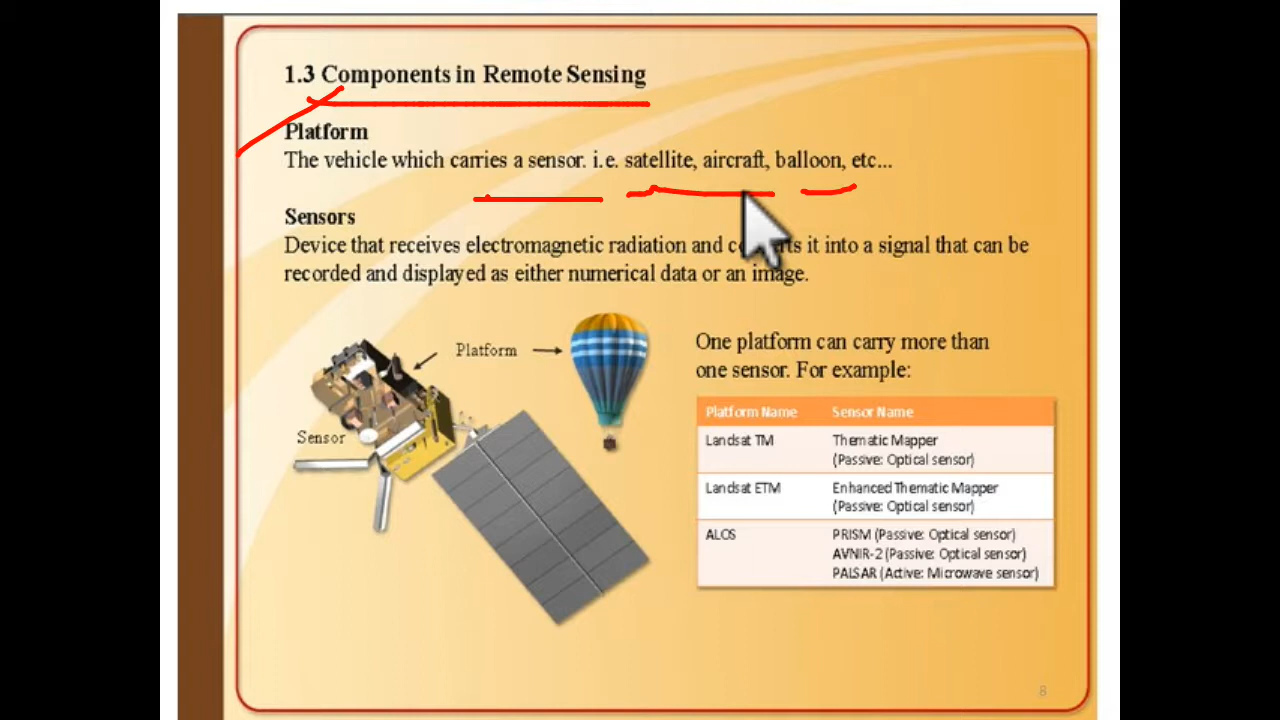 1.3 Components in Remote Sensing
Platform
The vehicle which carries a sensor. i.e. satellite, aircraft, balloon, etc...
Sensors
Device that receives electromagnetic radiation and it into a signal that can be
recorded and displayed as either numerical data or an image.
Platform
Sensor
One platform can carry more than
one sensor. For example:
Platform Name Sensor Name
Landsat TM Thematic Mapper
(Passive: Optical sensor)
Landsat ETM Enhanced Thematic Mapper
(Passive: Optical sensor)
ALOS PRISM (Passive: Optical sensor)
AVNIR-2 (Passive: Optical sensor)
PALSAR (Active: Microwave sensor)
8